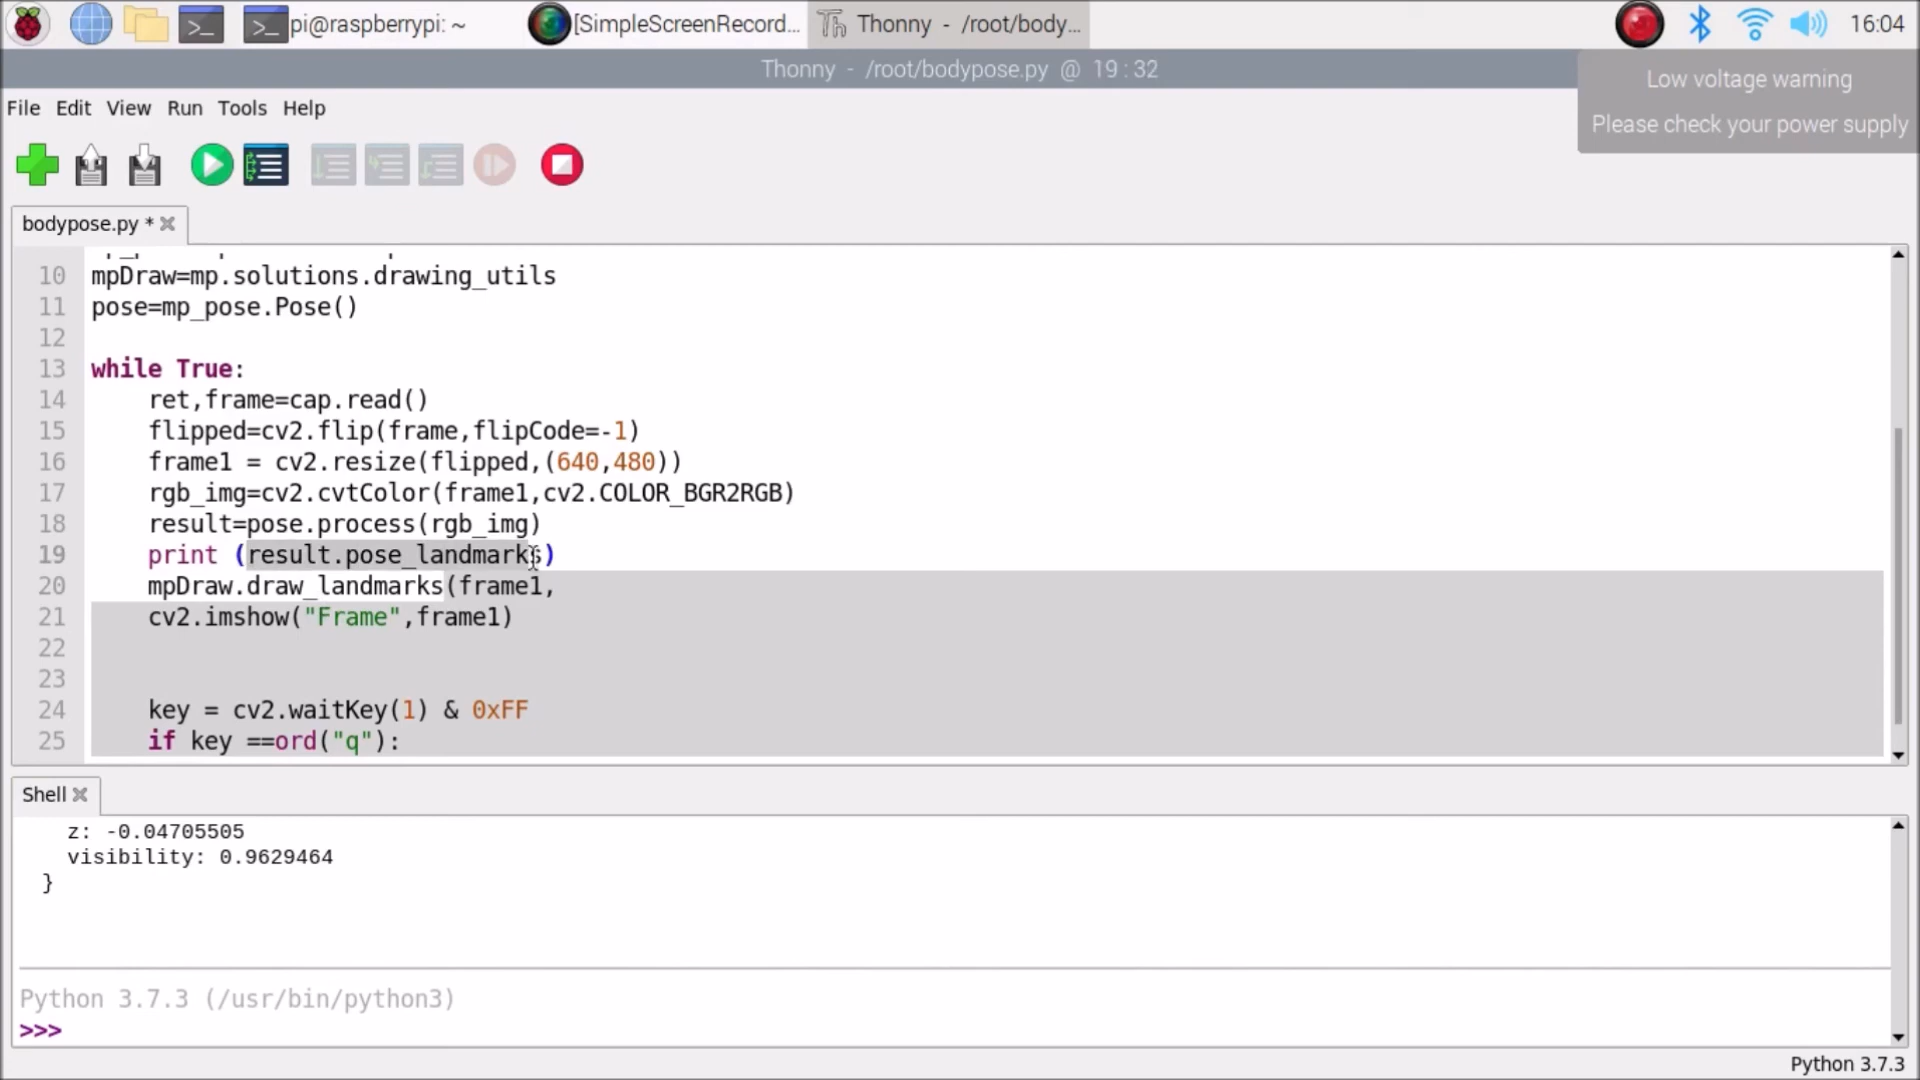 pi@raspberrypi: ~
[SimpleScreenRecord...
Thonny - /root/body...
16:04
Thonny - /root/bodypose.py @ 19 : 32
Low voltage warning
Please check your power supply
File Edit View Run Tools Help
bodypose.py *
10 mpDraw=mp.solutions.drawing_utils
11 pose=mp_pose.Pose()
12
13 while True:
14 ret,frame=cap.read()
15 flipped=cv2.flip(frame,flipCode=-1)
16 frame1 = cv2.resize(flipped,(640,480))
17 rgb_img=cv2.cvtColor(frame1,cv2.COLOR_BGR2RGB)
18 result=pose.process(rgb_img)
19 print (result.pose_landmarks)
20 mpDraw.draw_landmarks(frame1,
21 cv2.imshow("Frame",frame1)
22
23
24 key = cv2.waitKey(1) & 0xFF
25 if key ==ord("q"):
Shell
z: -0.04705505
visibility: 0.9629464
}
Python 3.7.3 (/usr/bin/python3)
>>>
Python 3.7.3